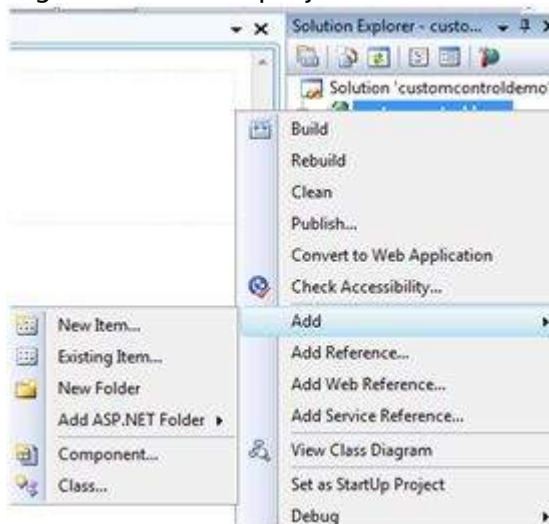 Solution Explorer - custo...
Solution 'customcontroldemo'
Build
Rebuild
Clean
Publish...
Convert to Web Application
Check Accessibility...
Add
Add Reference...
Add Web Reference...
Add Service Reference...
View Class Diagram
Set as StartUp Project
Debug
New Item...
Existing Item...
New Folder
Add ASP.NET Folder
Component...
Class...